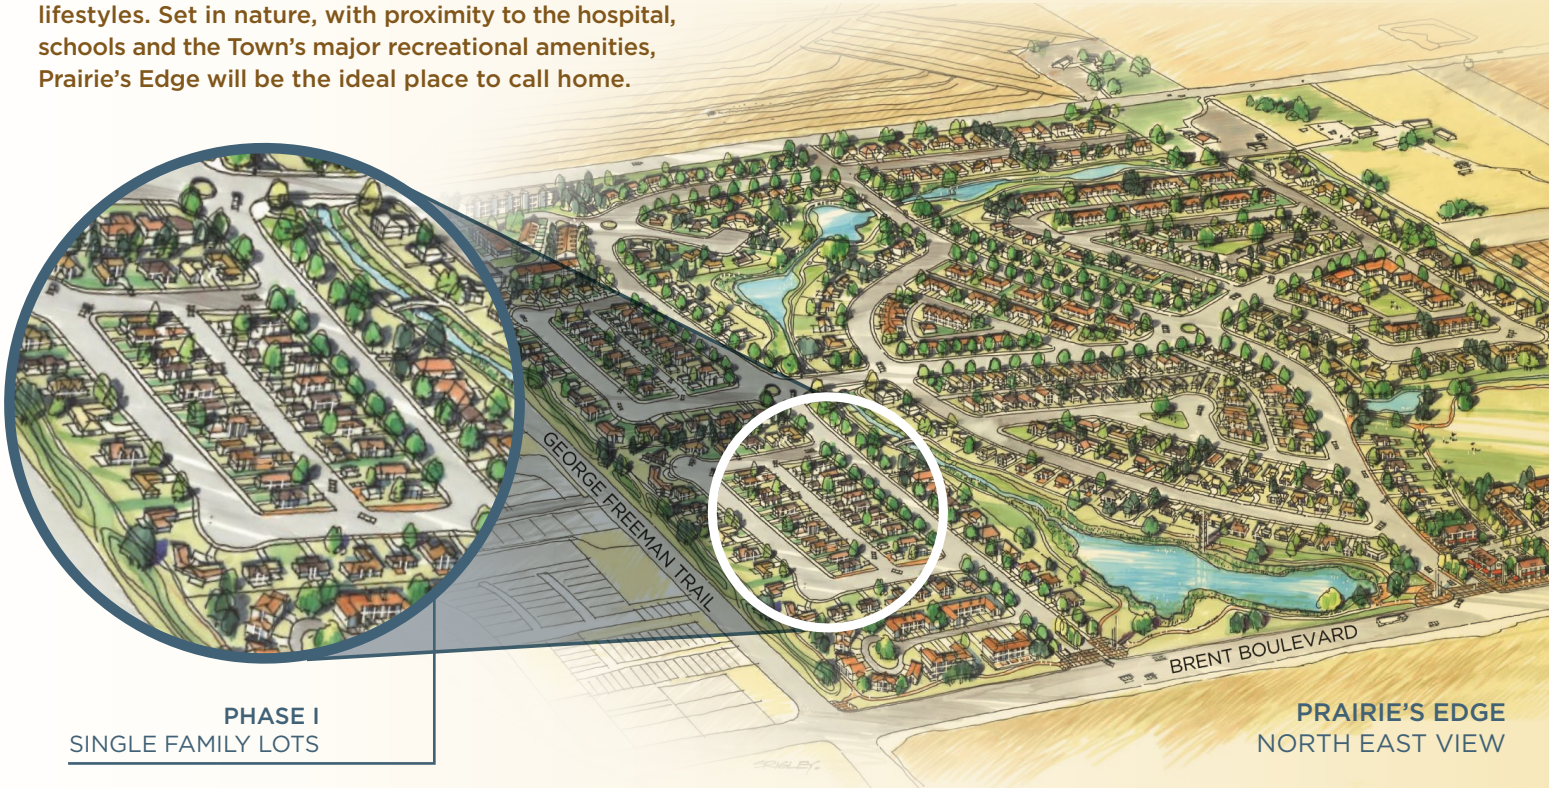 lifestyles. Set in nature, with proximity to the hospital,
schools and the Town’s major recreational amenities,
Prairie’s Edge will be the ideal place to call home.
GEORGE FREEMAN TRAIL
BRENT BOULEVARD
PHASE I
SINGLE FAMILY LOTS
PRAIRIE’S EDGE
NORTH EAST VIEW